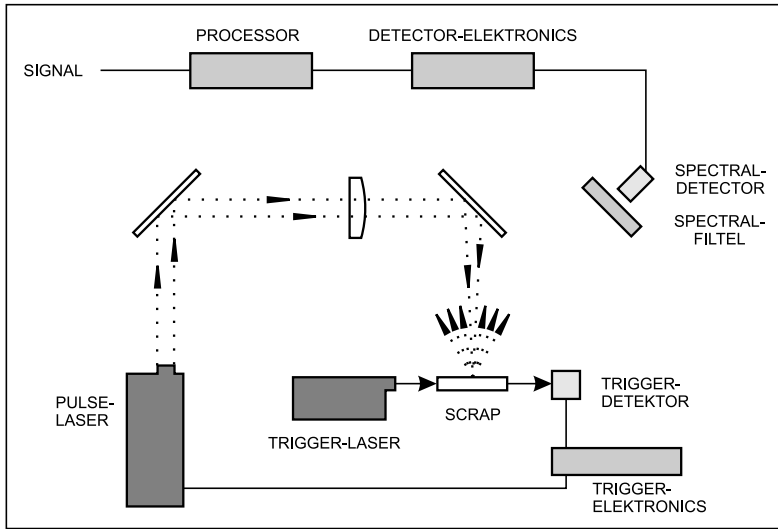 PROCESSOR
DETECTOR-ELEKTRONICS
SIGNAL
SPECTRAL-
DETECTOR
SPECTRAL-
FILTEL
PULSE-
LASER
TRIGGER-LASER
SCRAP
TRIGGER-
DETEKTOR
TRIGGER-
ELEKTRONICS